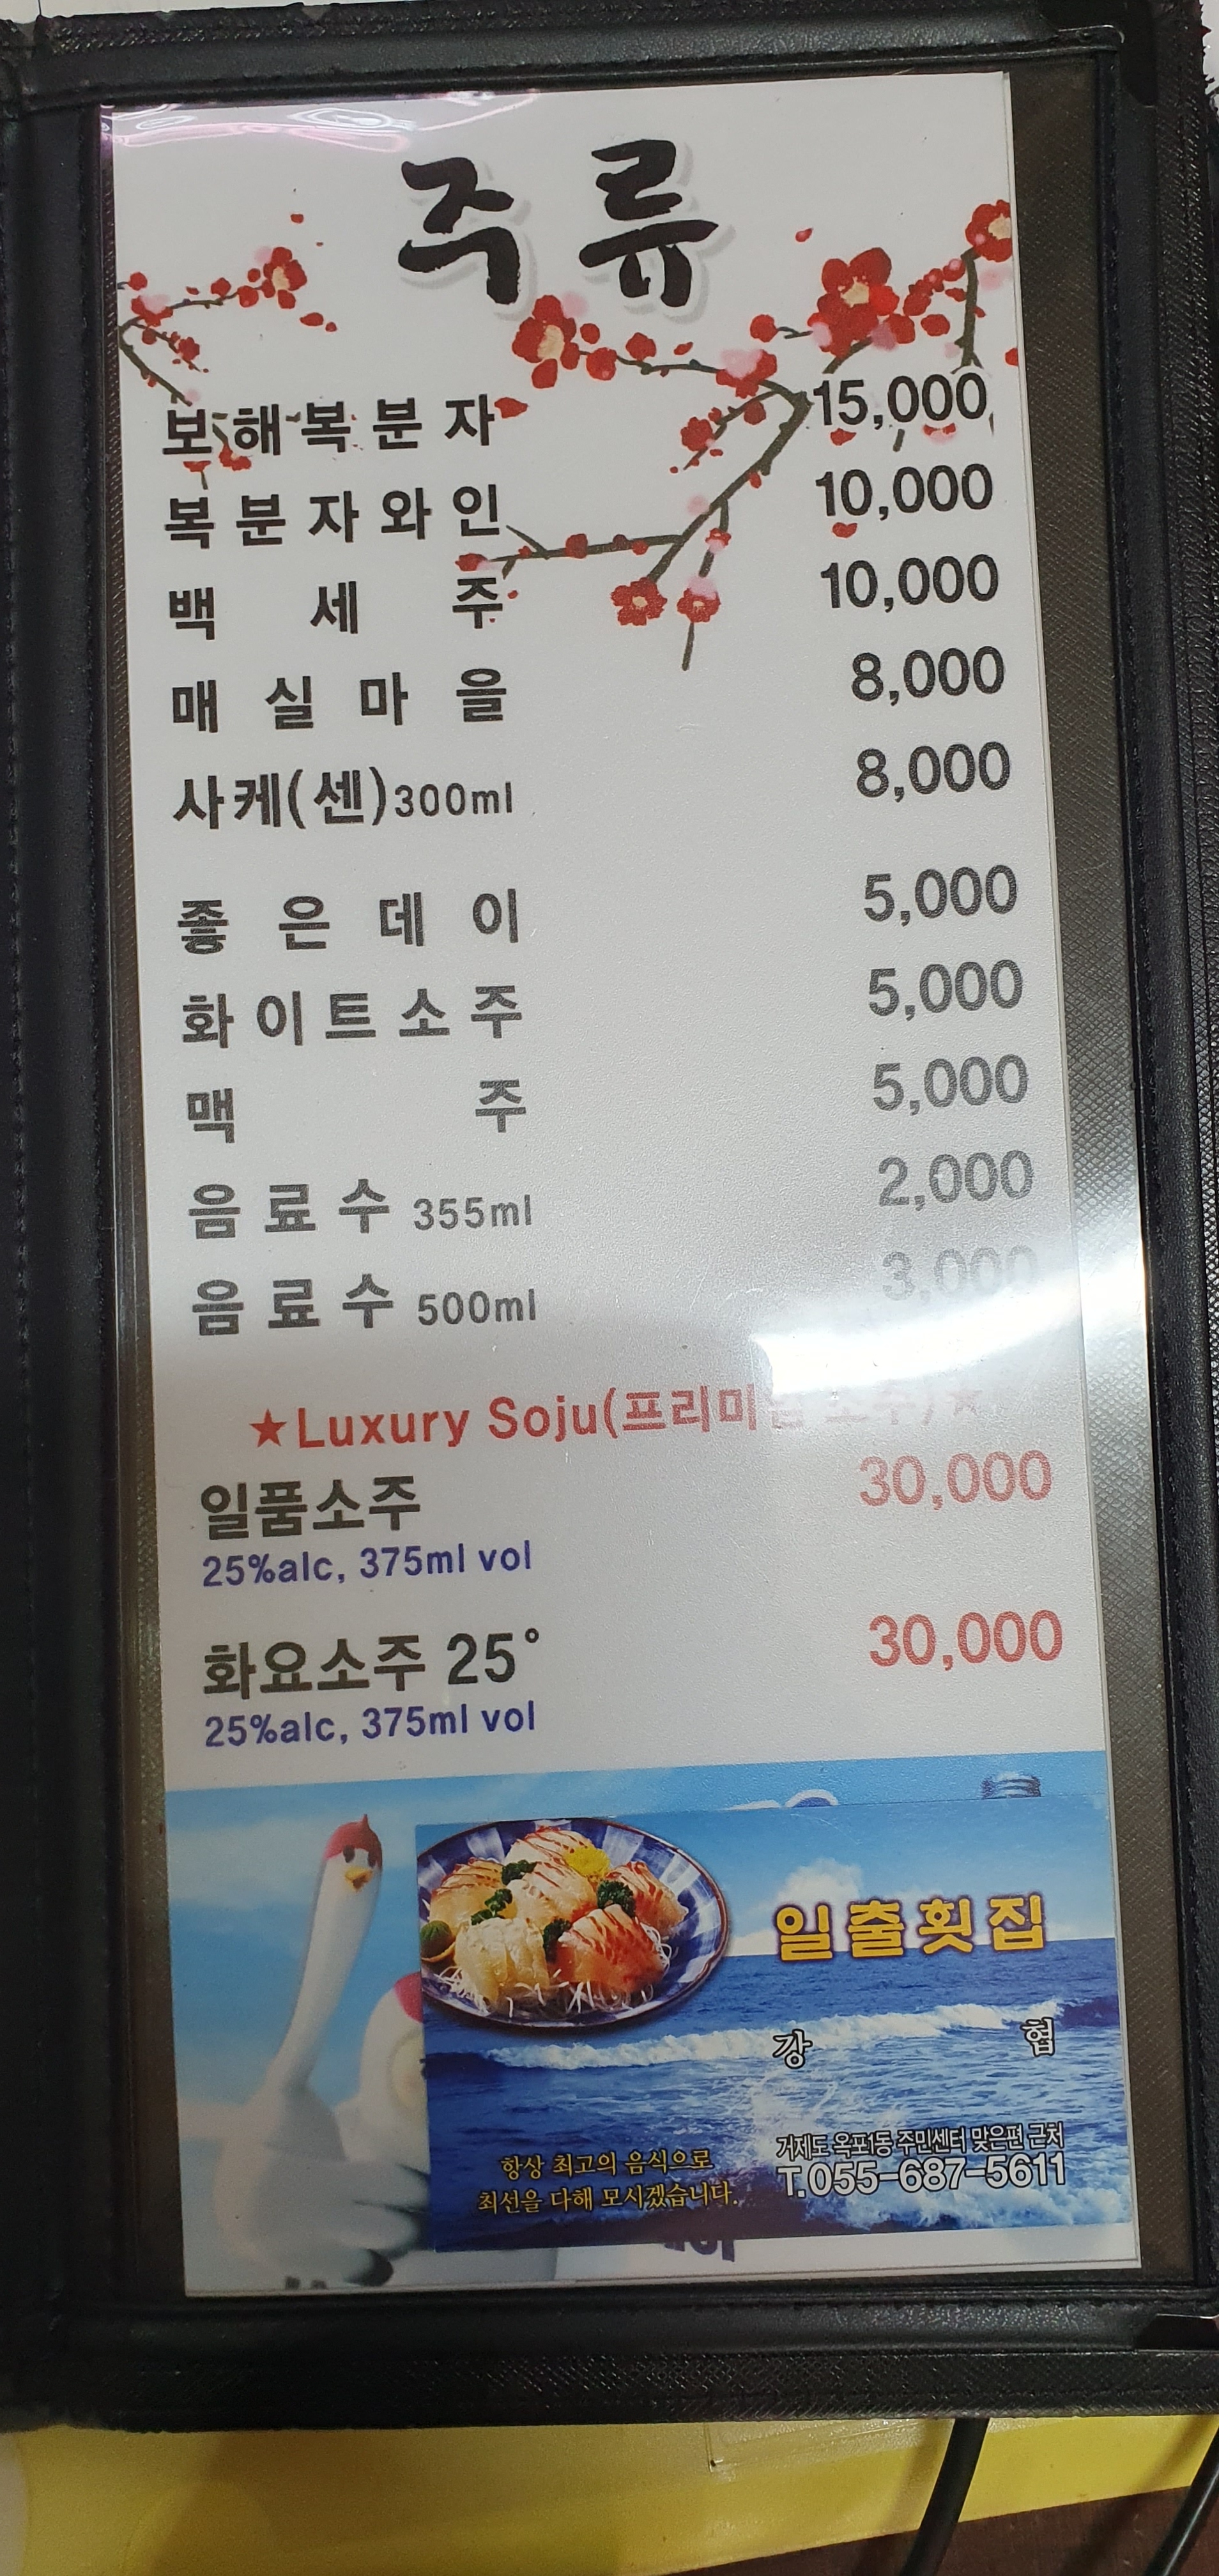 주류
보해복분자 15,000
복분자와인 10,000
백세주 10,000
매실마을 8,000
사케(센)300ml 8,000
좋은데이 5,000
화이트소주 5,000
맥주 5,000
음료수 355ml 2,000
음료수 500ml 3,000
★Luxury Soju(프리미엄 소주)★
일품소주 30,000
25%alc, 375ml vol
화요소주 25° 30,000
25%alc, 375ml vol
일출횟집
강 협
항상 최고의 음식으로
최선을 다해 모시겠습니다.
거제도 옥포1동 주민센터 맞은편 근처
T.055-687-5611